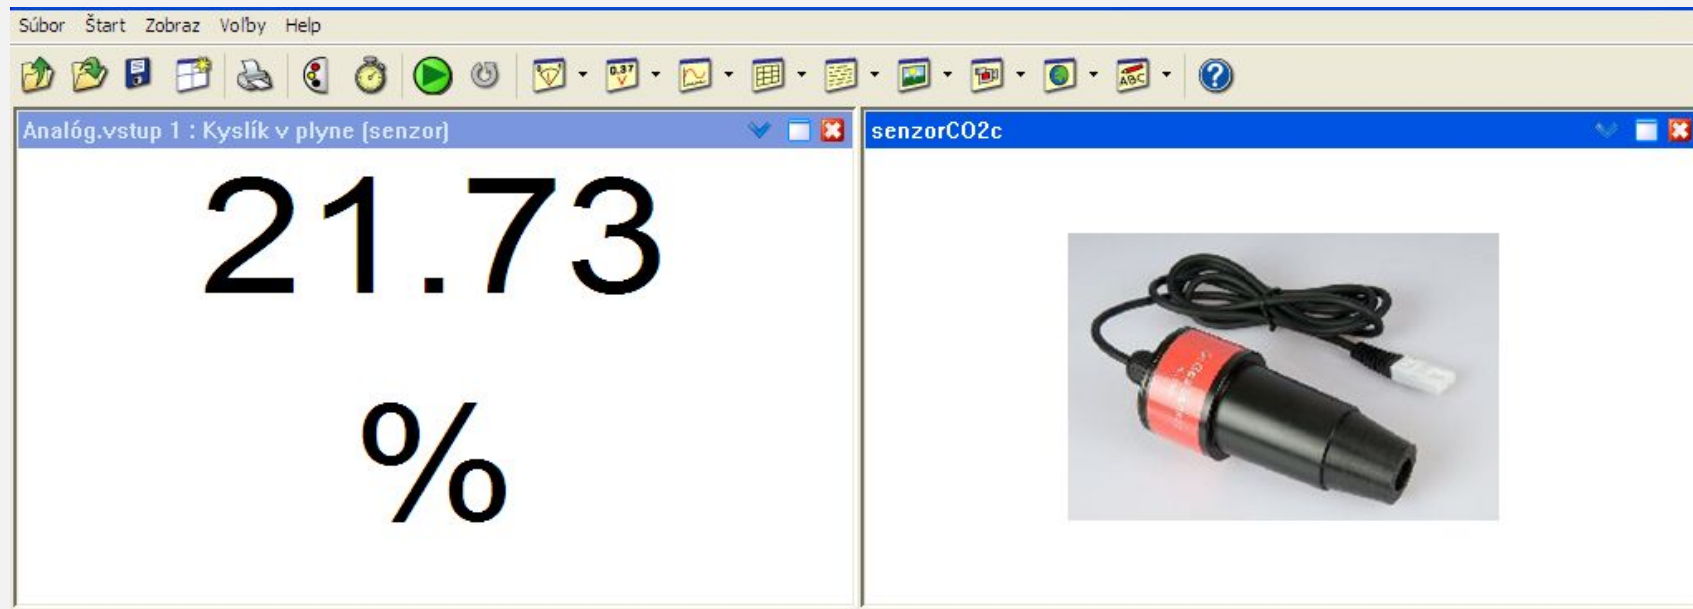 Súbor Štart Zobraz Voľby Help
0.37
ABC
Analóg.vstup 1 : Kyslík v plyne (senzor)
senzorCO2c
21.73
%